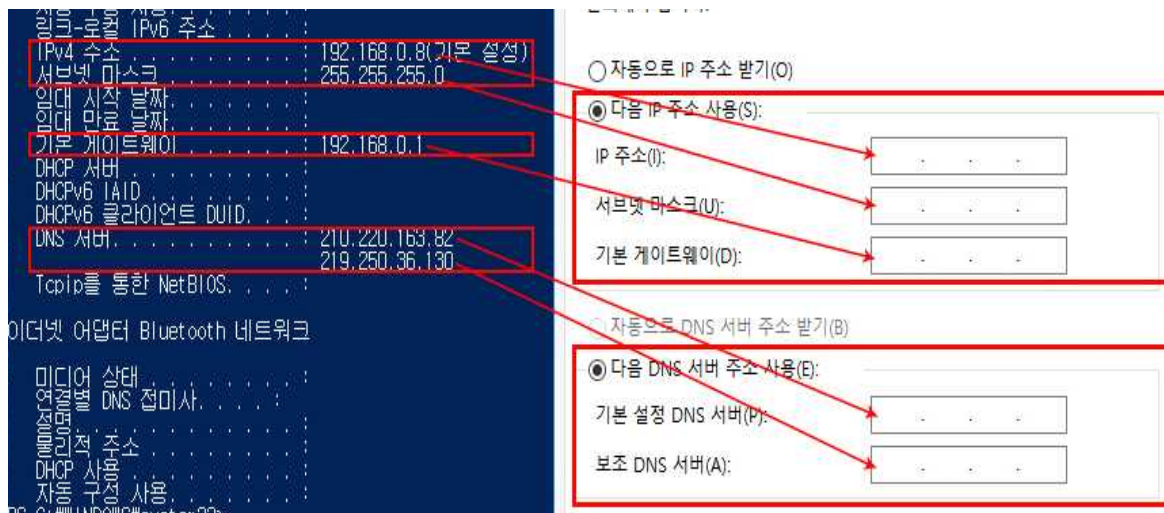 링크-로컬 IPv6 주소 . . . . :
IPv4 주소 . . . . . . . . . : 192.168.0.8(기본 설정)
서브넷 마스크 . . . . . . . : 255.255.255.0
임대 시작 날짜. . . . . . . :
임대 만료 날짜. . . . . . . :
기본 게이트웨이 . . . . . . : 192.168.0.1
DHCP 서버 . . . . . . . . . :
DHCPv6 IAID . . . . . . . . :
DHCPv6 클라이언트 DUID. . . :
DNS 서버. . . . . . . . . . : 210.220.163.82
219.250.36.130
Tcpip를 통한 NetBIOS. . . . :
이더넷 어댑터 Bluetooth 네트워크
미디어 상태 . . . . . . . . :
연결별 DNS 접미사. . . . :
설명. . . . . . . . . . . . :
물리적 주소 . . . . . . . . :
DHCP 사용 . . . . . . . . . :
자동 구성 사용. . . . . . . :
자동으로 IP 주소 받기(O)
다음 IP 주소 사용(S):
IP 주소(I):
서브넷 마스크(U):
기본 게이트웨이(D):
자동으로 DNS 서버 주소 받기(B)
다음 DNS 서버 주소 사용(E):
기본 설정 DNS 서버(P):
보조 DNS 서버(A):